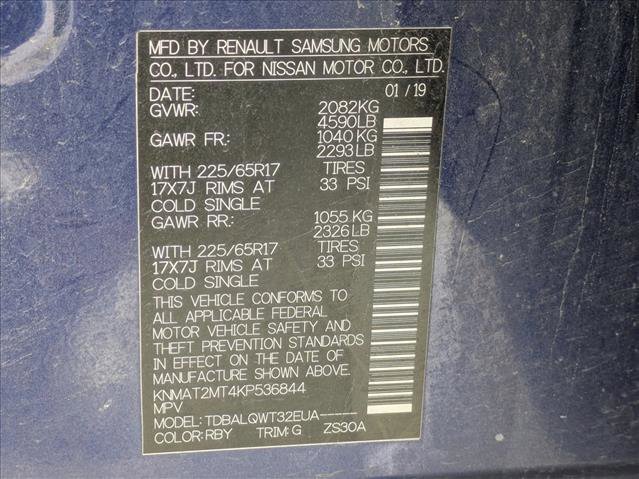 MFD BY RENAULT SAMSUNG MOTORS
CO., LTD. FOR NISSAN MOTOR CO., LTD.
DATE: 01/19
GVWR: 2082KG
4590LB
GAWR FR.: 1040KG
2293LB
WITH 225/65R17 TIRES
17X7J RIMS AT 33 PSI
COLD SINGLE
GAWR RR.: 1055 KG
2326LB
WITH 225/65R17 TIRES
17X7J RIMS AT 33 PSI
COLD SINGLE
THIS VEHICLE CONFORMS TO
ALL APPLICABLE FEDERAL
MOTOR VEHICLE SAFETY AND
THEFT PREVENTION STANDARDS
IN EFFECT ON THE DATE OF
MANUFACTURE SHOWN ABOVE.
KNMAT2MT4KP536844
MPV
MODEL: TDBALQWT32EUA-----
COLOR:RBY TRIM:G ZS30A